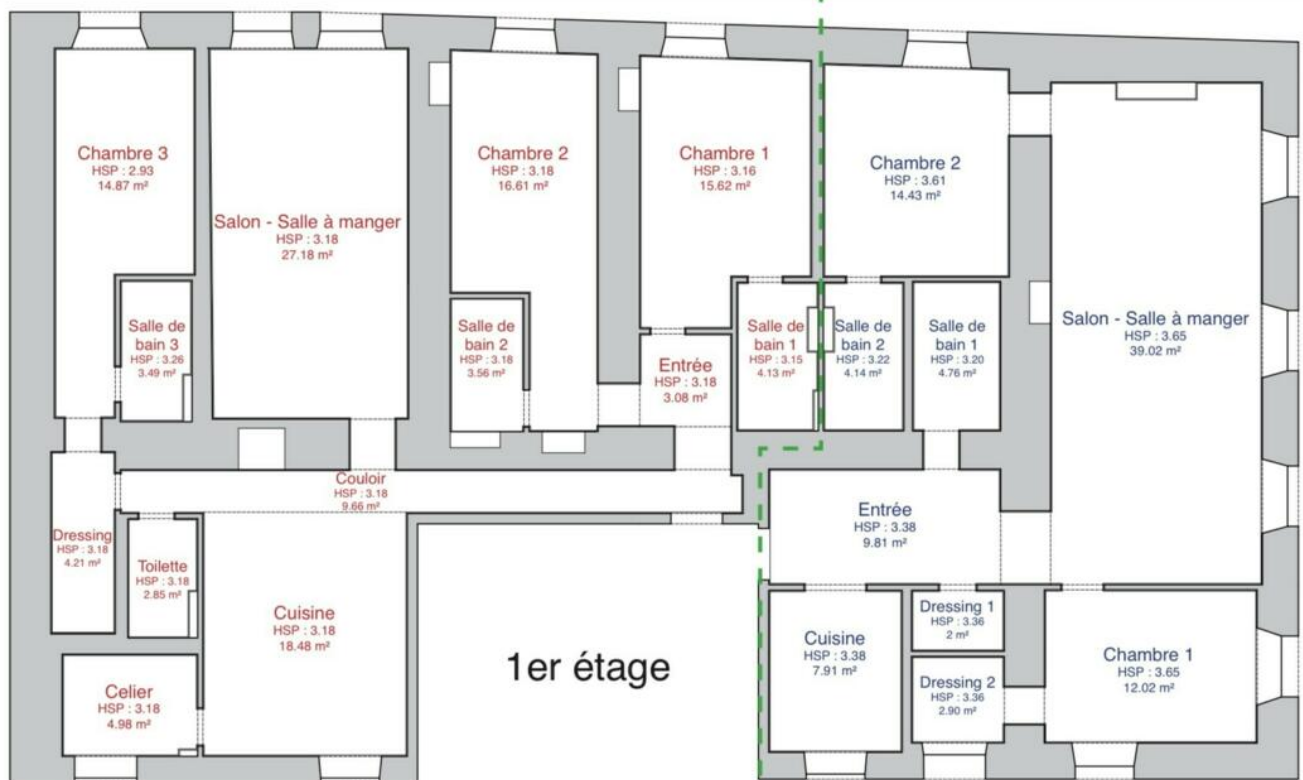 Chambre 3
HSP : 2.93
14.87 m²
Salon - Salle à manger
HSP : 3.18
27.18 m²
Chambre 2
HSP : 3.18
16.61 m²
Chambre 1
HSP : 3.16
15.62 m²
Chambre 2
HSP : 3.61
14.43 m²
Salon - Salle à manger
HSP : 3.65
39.02 m²
Salle de
bain 3
HSP : 3.26
3.49 m²
Salle de
bain 2
HSP : 3.18
3.56 m²
Entrée
HSP : 3.18
3.08 m²
Salle de
bain 1
HSP : 3.15
4.13 m²
Salle de
bain 2
HSP : 3.22
4.14 m²
Salle de
bain 1
HSP : 3.20
4.76 m²
Couloir
HSP : 3.18
9.66 m²
Entrée
HSP : 3.38
9.81 m²
Dressing
HSP : 3.18
4.21 m²
Toilette
HSP : 3.18
2.85 m²
Cuisine
HSP : 3.18
18.48 m²
Celier
HSP : 3.18
4.98 m²
1er étage
Cuisine
HSP : 3.38
7.91 m²
Dressing 1
HSP : 3.36
2 m²
Dressing 2
HSP : 3.36
2.90 m²
Chambre 1
HSP : 3.65
12.02 m²